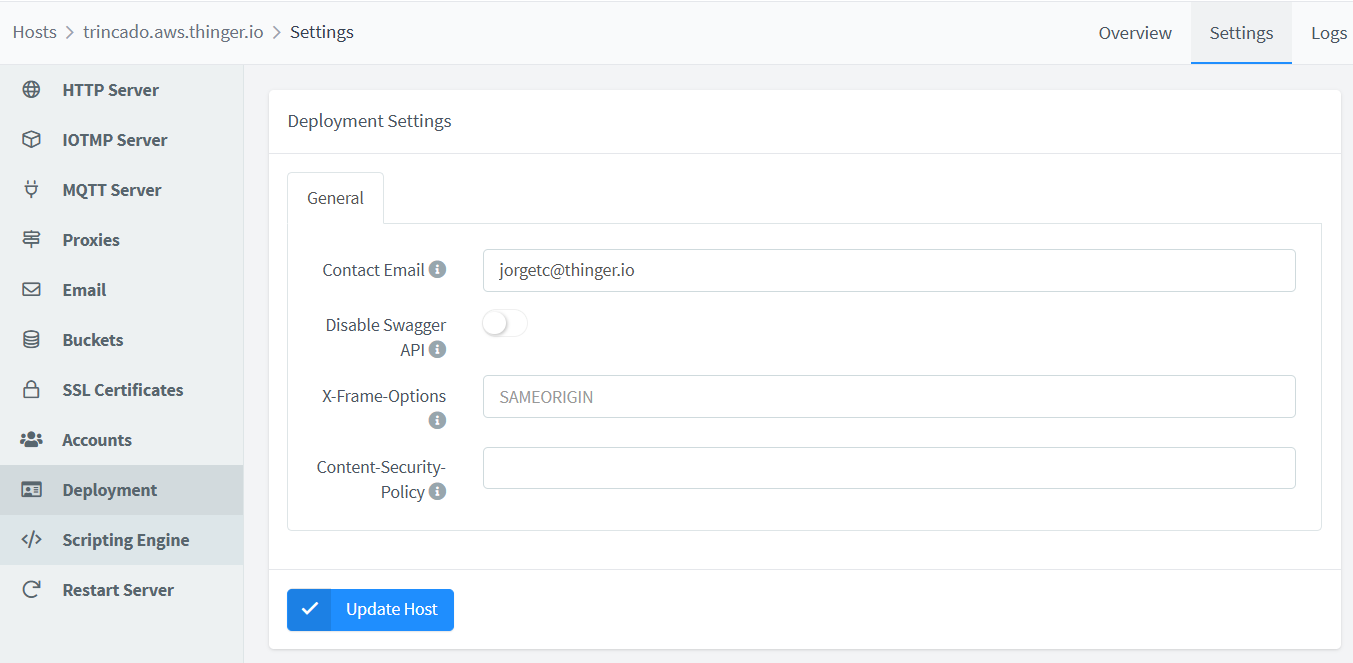 Hosts > trincado.aws.thinger.io > Settings
Overview
Settings
Logs
HTTP Server
IOTMP Server
MQTT Server
Proxies
Email
Buckets
SSL Certificates
Accounts
Deployment
Scripting Engine
Restart Server
Deployment Settings
General
Contact Email
jorgetc@thinger.io
Disable Swagger
API
X-Frame-Options
SAMEORIGIN
Content-Security-
Policy
Update Host